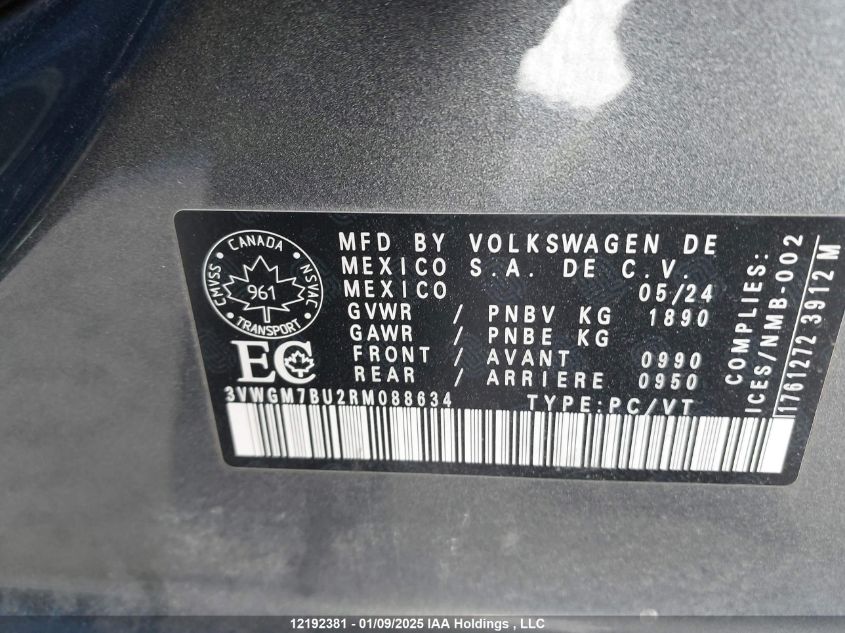 CANADA
CMVSS
NSVAC
961
TRANSPORT
EC
MFD BY VOLKSWAGEN DE
MEXICO S.A. DE C.V.
MEXICO 05/24
GVWR / PNBV KG 1890
GAWR / PNBE KG
FRONT / AVANT 0990
REAR / ARRIERE 0950
3VWGM7BU2RM088634 TYPE:PC/VT
COMPLIES:
ICES/NMB-002
1761272 3912 M
12192381 - 01/09/2025 IAA Holdings , LLC